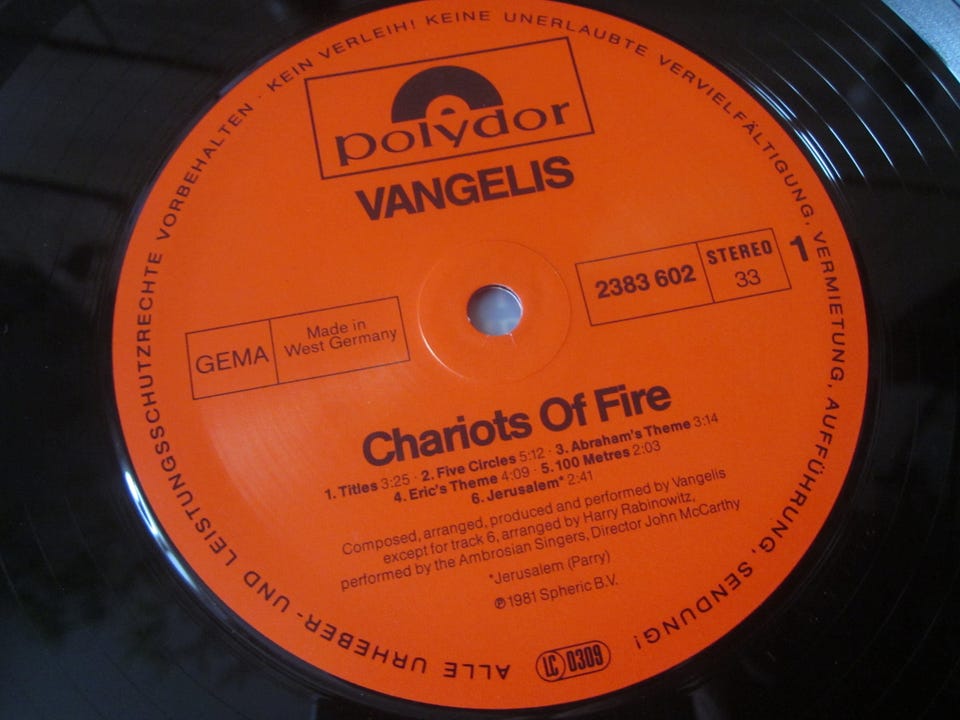 ALLE URHEBER- UND LEISTUNGSSCHUTZRECHTE VORBEHALTEN · KEIN VERLEIH! KEINE UNERLAUBTE VERVIELFÄLTIGUNG, VERMIETUNG, AUFFÜHRUNG, SENDUNG!
polydor
VANGELIS
2383 602
STEREO
33
1
GEMA
Made in
West Germany
Chariots Of Fire
1. Titles 3:25 · 2. Five Circles 5:12 · 3. Abraham's Theme 3:14
4. Eric's Theme 4:09 · 5. 100 Metres 2:03
6. Jerusalem* 2:41
Composed, arranged, produced and performed by Vangelis
except for track 6, arranged by Harry Rabinowitz,
performed by the Ambrosian Singers, Director John McCarthy
*Jerusalem (Parry)
℗ 1981 Spheric B.V.
LC 0309